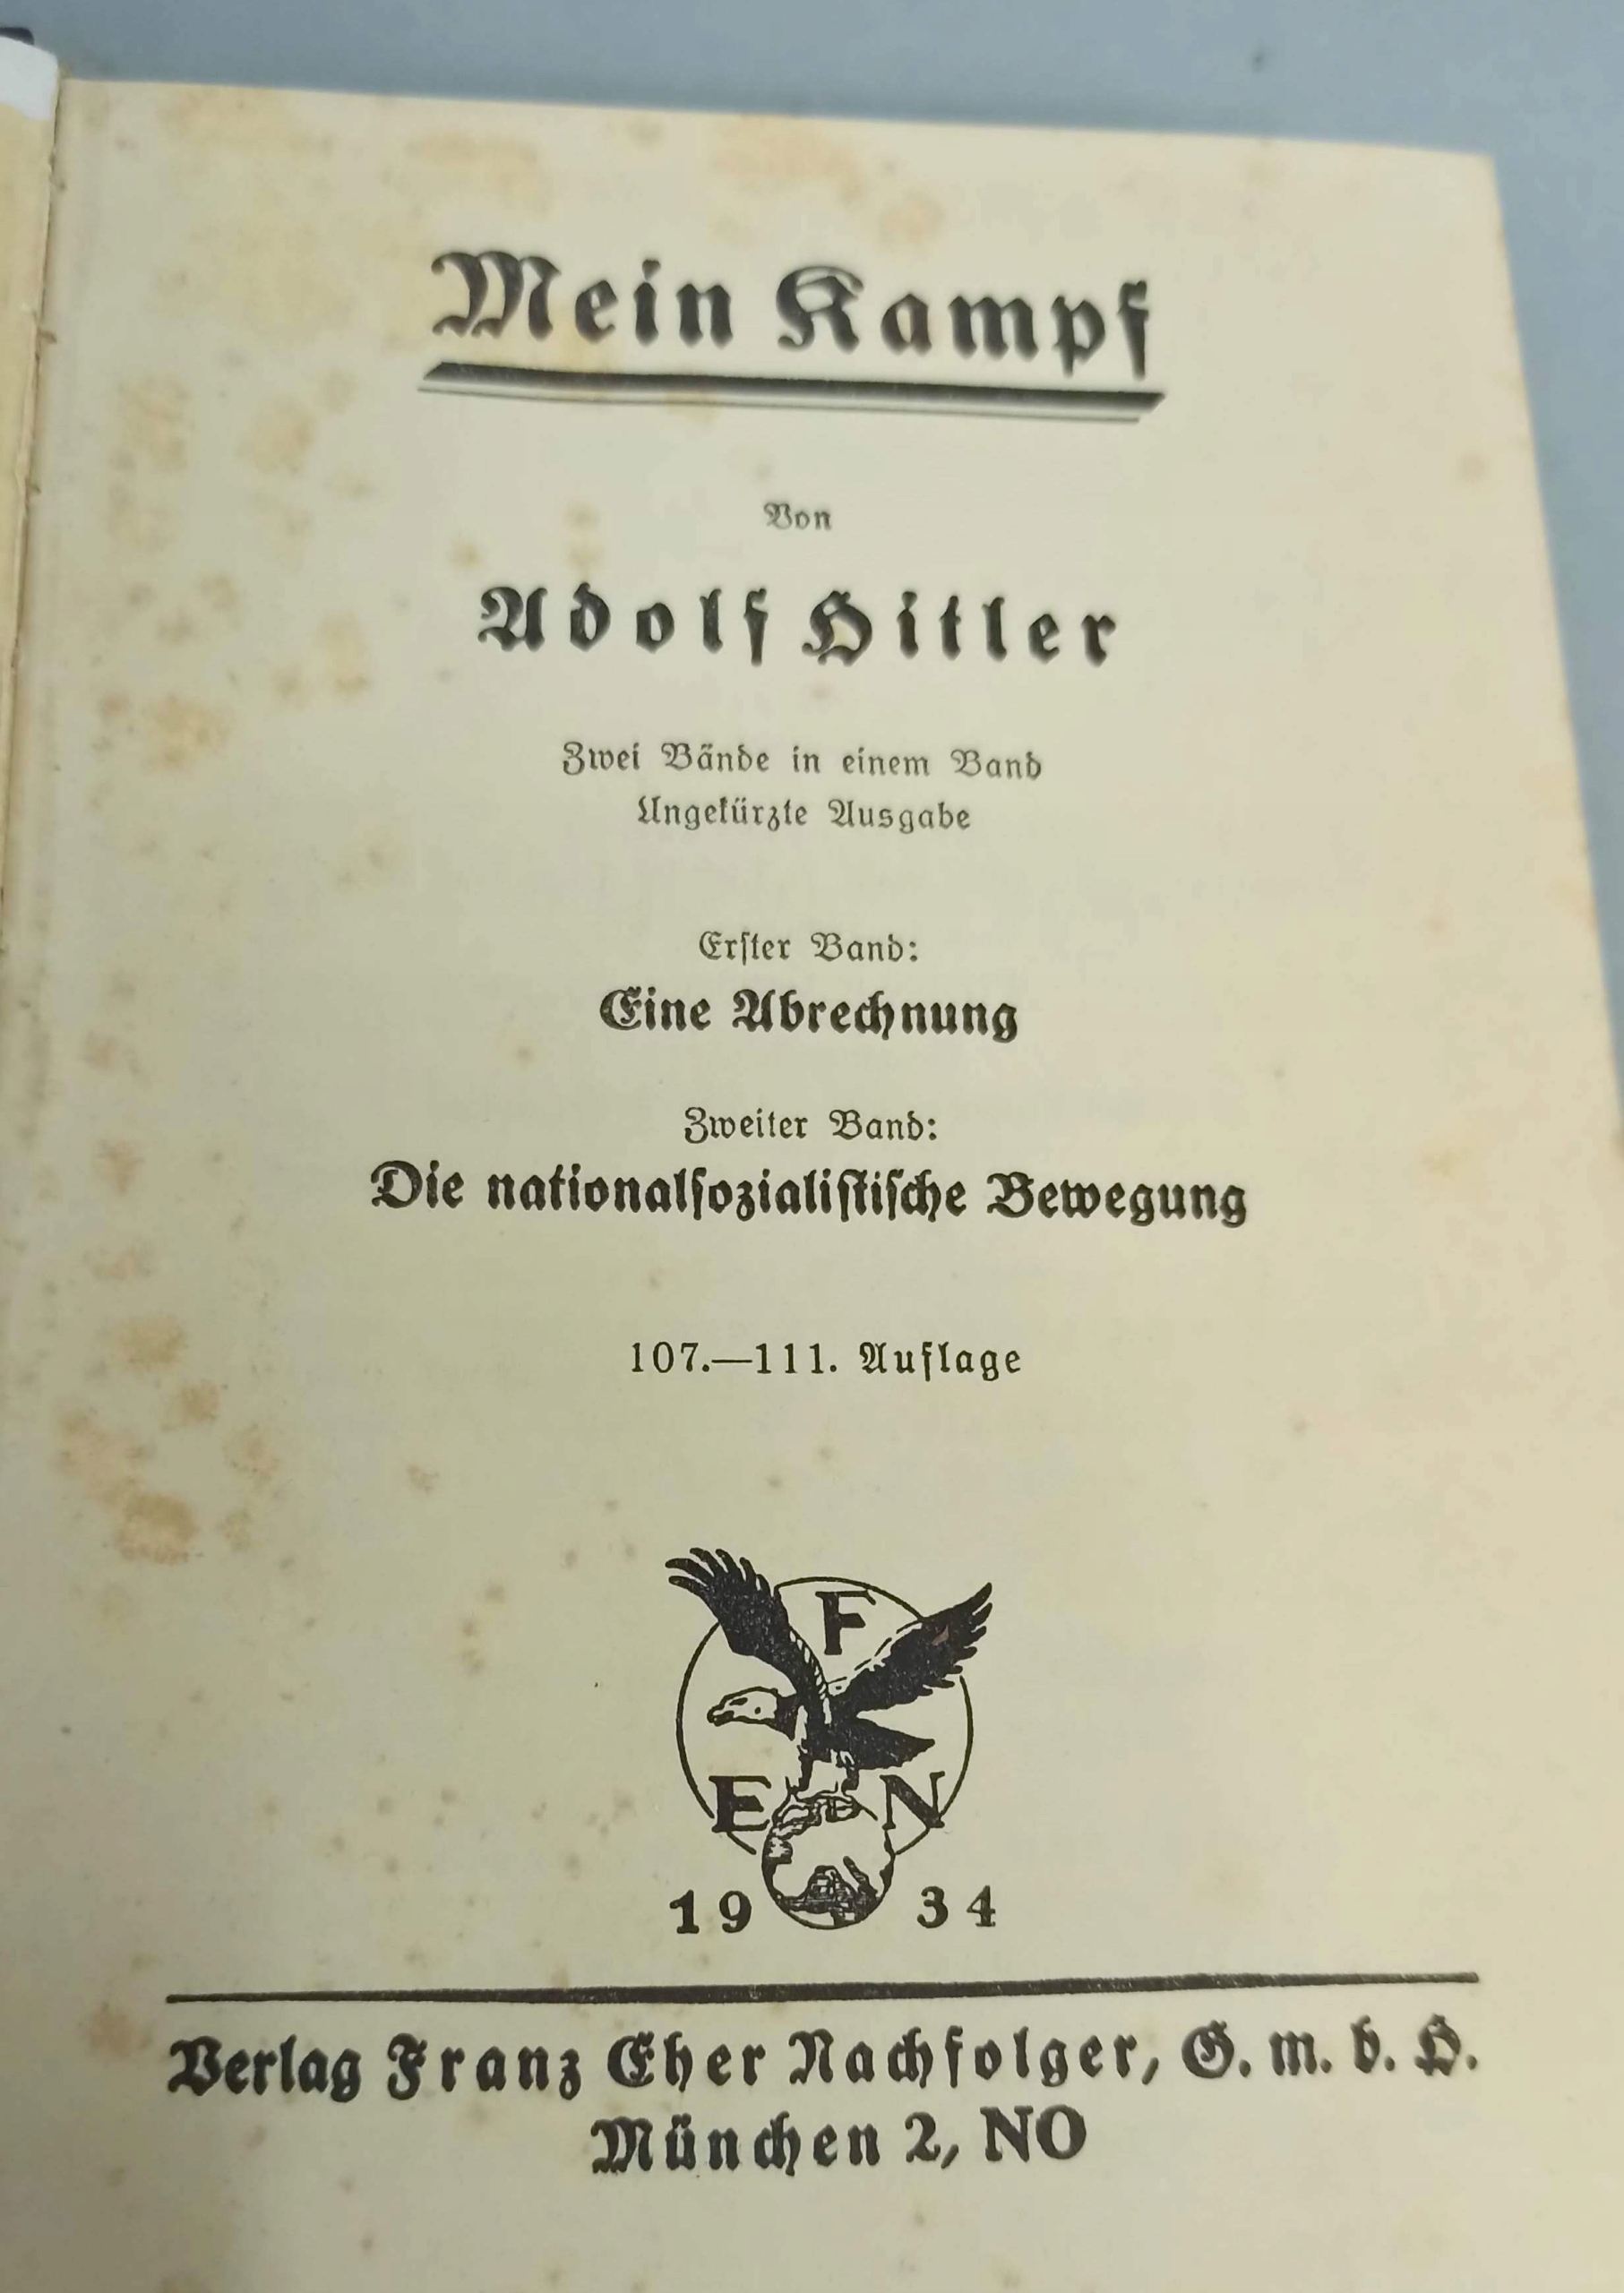 Mein Kampf
Von
Adolf Hitler
Zwei Bände in einem Band
Ungekürzte Ausgabe
Erſter Band:
Eine Abrechnung
Zweiter Band:
Die nationalſozialiſtiſche Bewegung
107.—111. Auflage
F
E N
19 34
Verlag Franz Eher Nachfolger, G. m. b. H.
München 2, NO